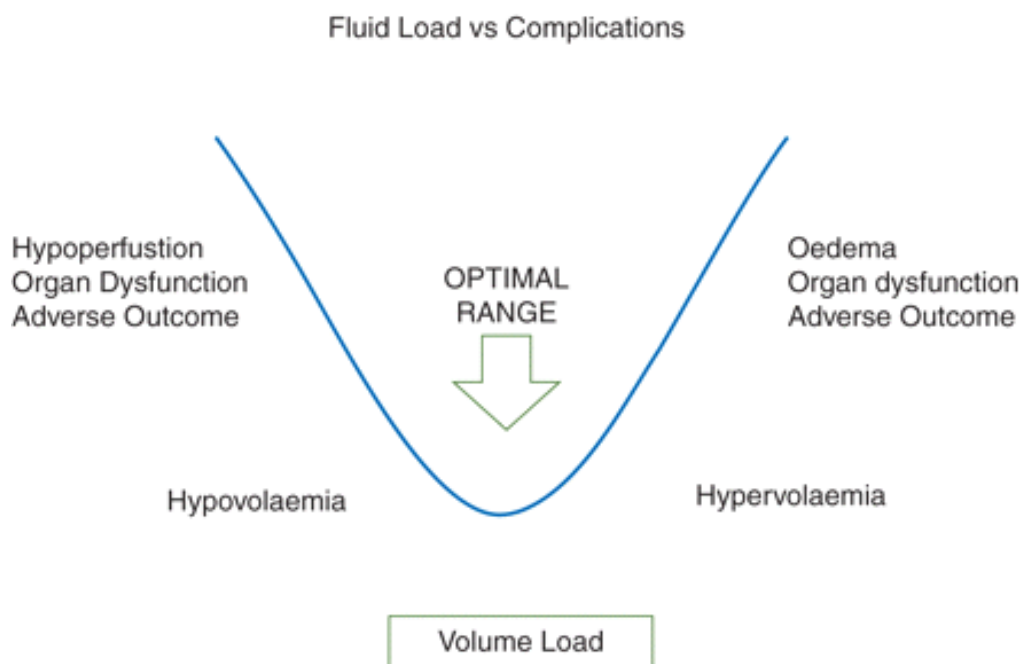 Fluid Load vs Complications
Hypoperfustion
Organ Dysfunction
Adverse Outcome
OPTIMAL
RANGE
Oedema
Organ dysfunction
Adverse Outcome
Hypovolaemia
Hypervolaemia
Volume Load